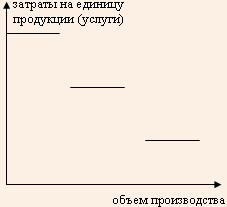 затраты на единицу
продукции (услуги)
объем производства